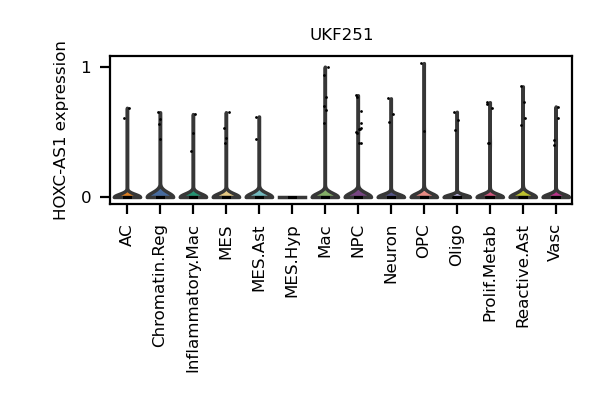 UKF251
HOXC-AS1 expression
1
0
AC
Chromatin.Reg
Inflammatory.Mac
MES
MES.Ast
MES.Hyp
Mac
NPC
Neuron
OPC
Oligo
Prolif.Metab
Reactive.Ast
Vasc